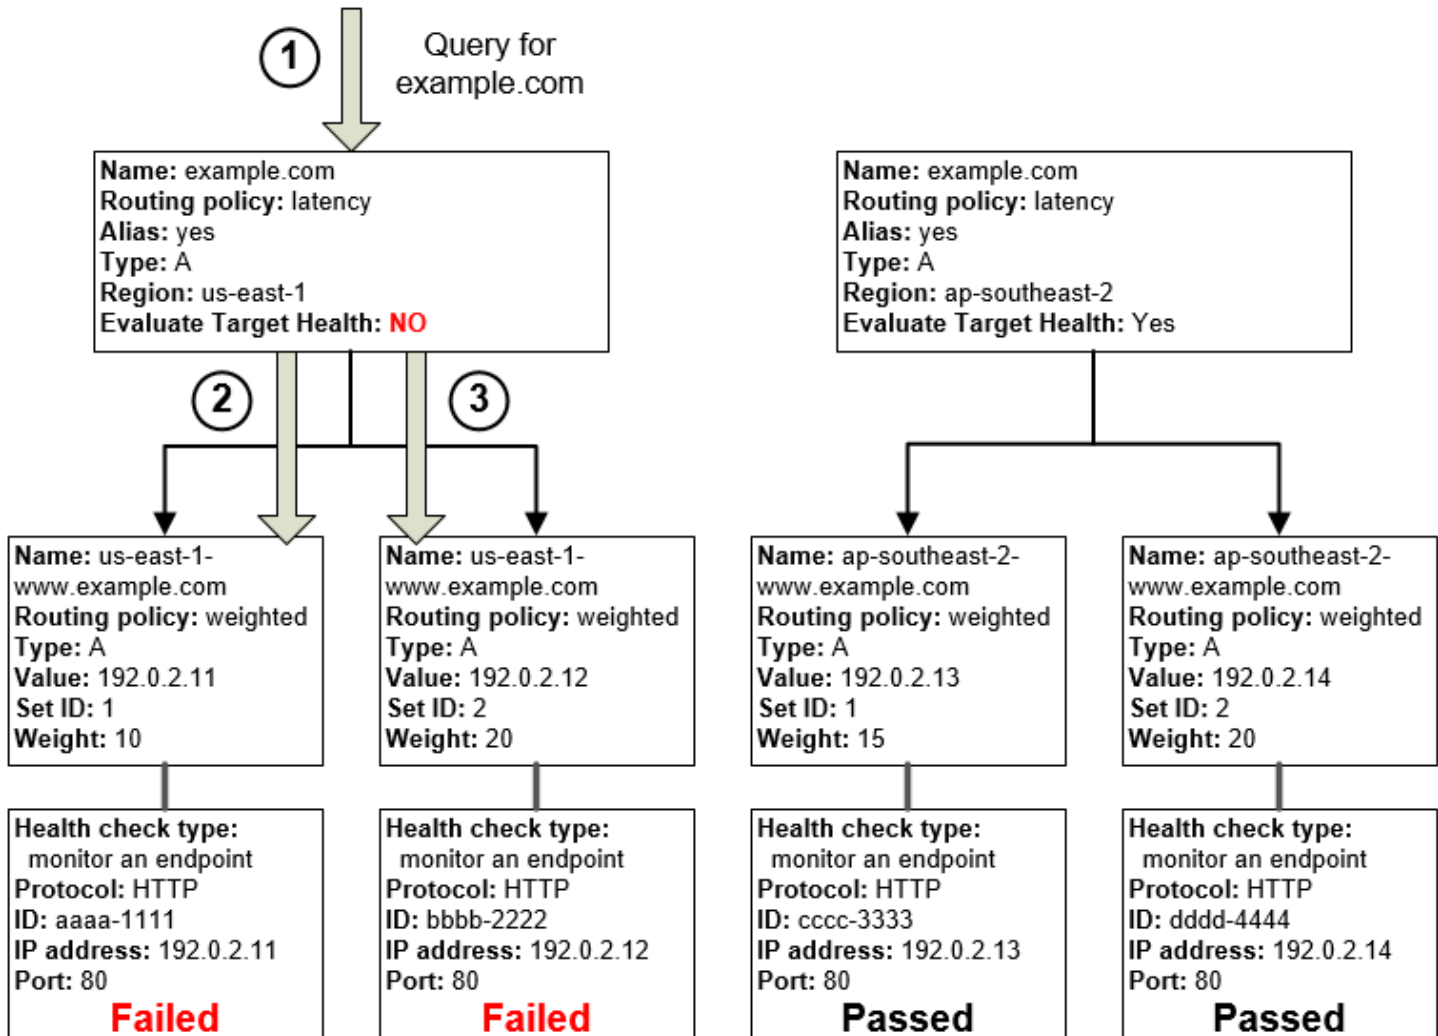 1
Query for
example.com
Name: example.com
Routing policy: latency
Alias: yes
Type: A
Region: us-east-1
Evaluate Target Health: NO
Name: example.com
Routing policy: latency
Alias: yes
Type: A
Region: ap-southeast-2
Evaluate Target Health: Yes
2
3
Name: us-east-1-
www.example.com
Routing policy: weighted
Type: A
Value: 192.0.2.11
Set ID: 1
Weight: 10
Name: us-east-1-
www.example.com
Routing policy: weighted
Type: A
Value: 192.0.2.12
Set ID: 2
Weight: 20
Name: ap-southeast-2-
www.example.com
Routing policy: weighted
Type: A
Value: 192.0.2.13
Set ID: 1
Weight: 15
Name: ap-southeast-2-
www.example.com
Routing policy: weighted
Type: A
Value: 192.0.2.14
Set ID: 2
Weight: 20
Health check type:
monitor an endpoint
Protocol: HTTP
ID: aaaa-1111
IP address: 192.0.2.11
Port: 80
Failed
Health check type:
monitor an endpoint
Protocol: HTTP
ID: bbbb-2222
IP address: 192.0.2.12
Port: 80
Failed
Health check type:
monitor an endpoint
Protocol: HTTP
ID: cccc-3333
IP address: 192.0.2.13
Port: 80
Passed
Health check type:
monitor an endpoint
Protocol: HTTP
ID: dddd-4444
IP address: 192.0.2.14
Port: 80
Passed